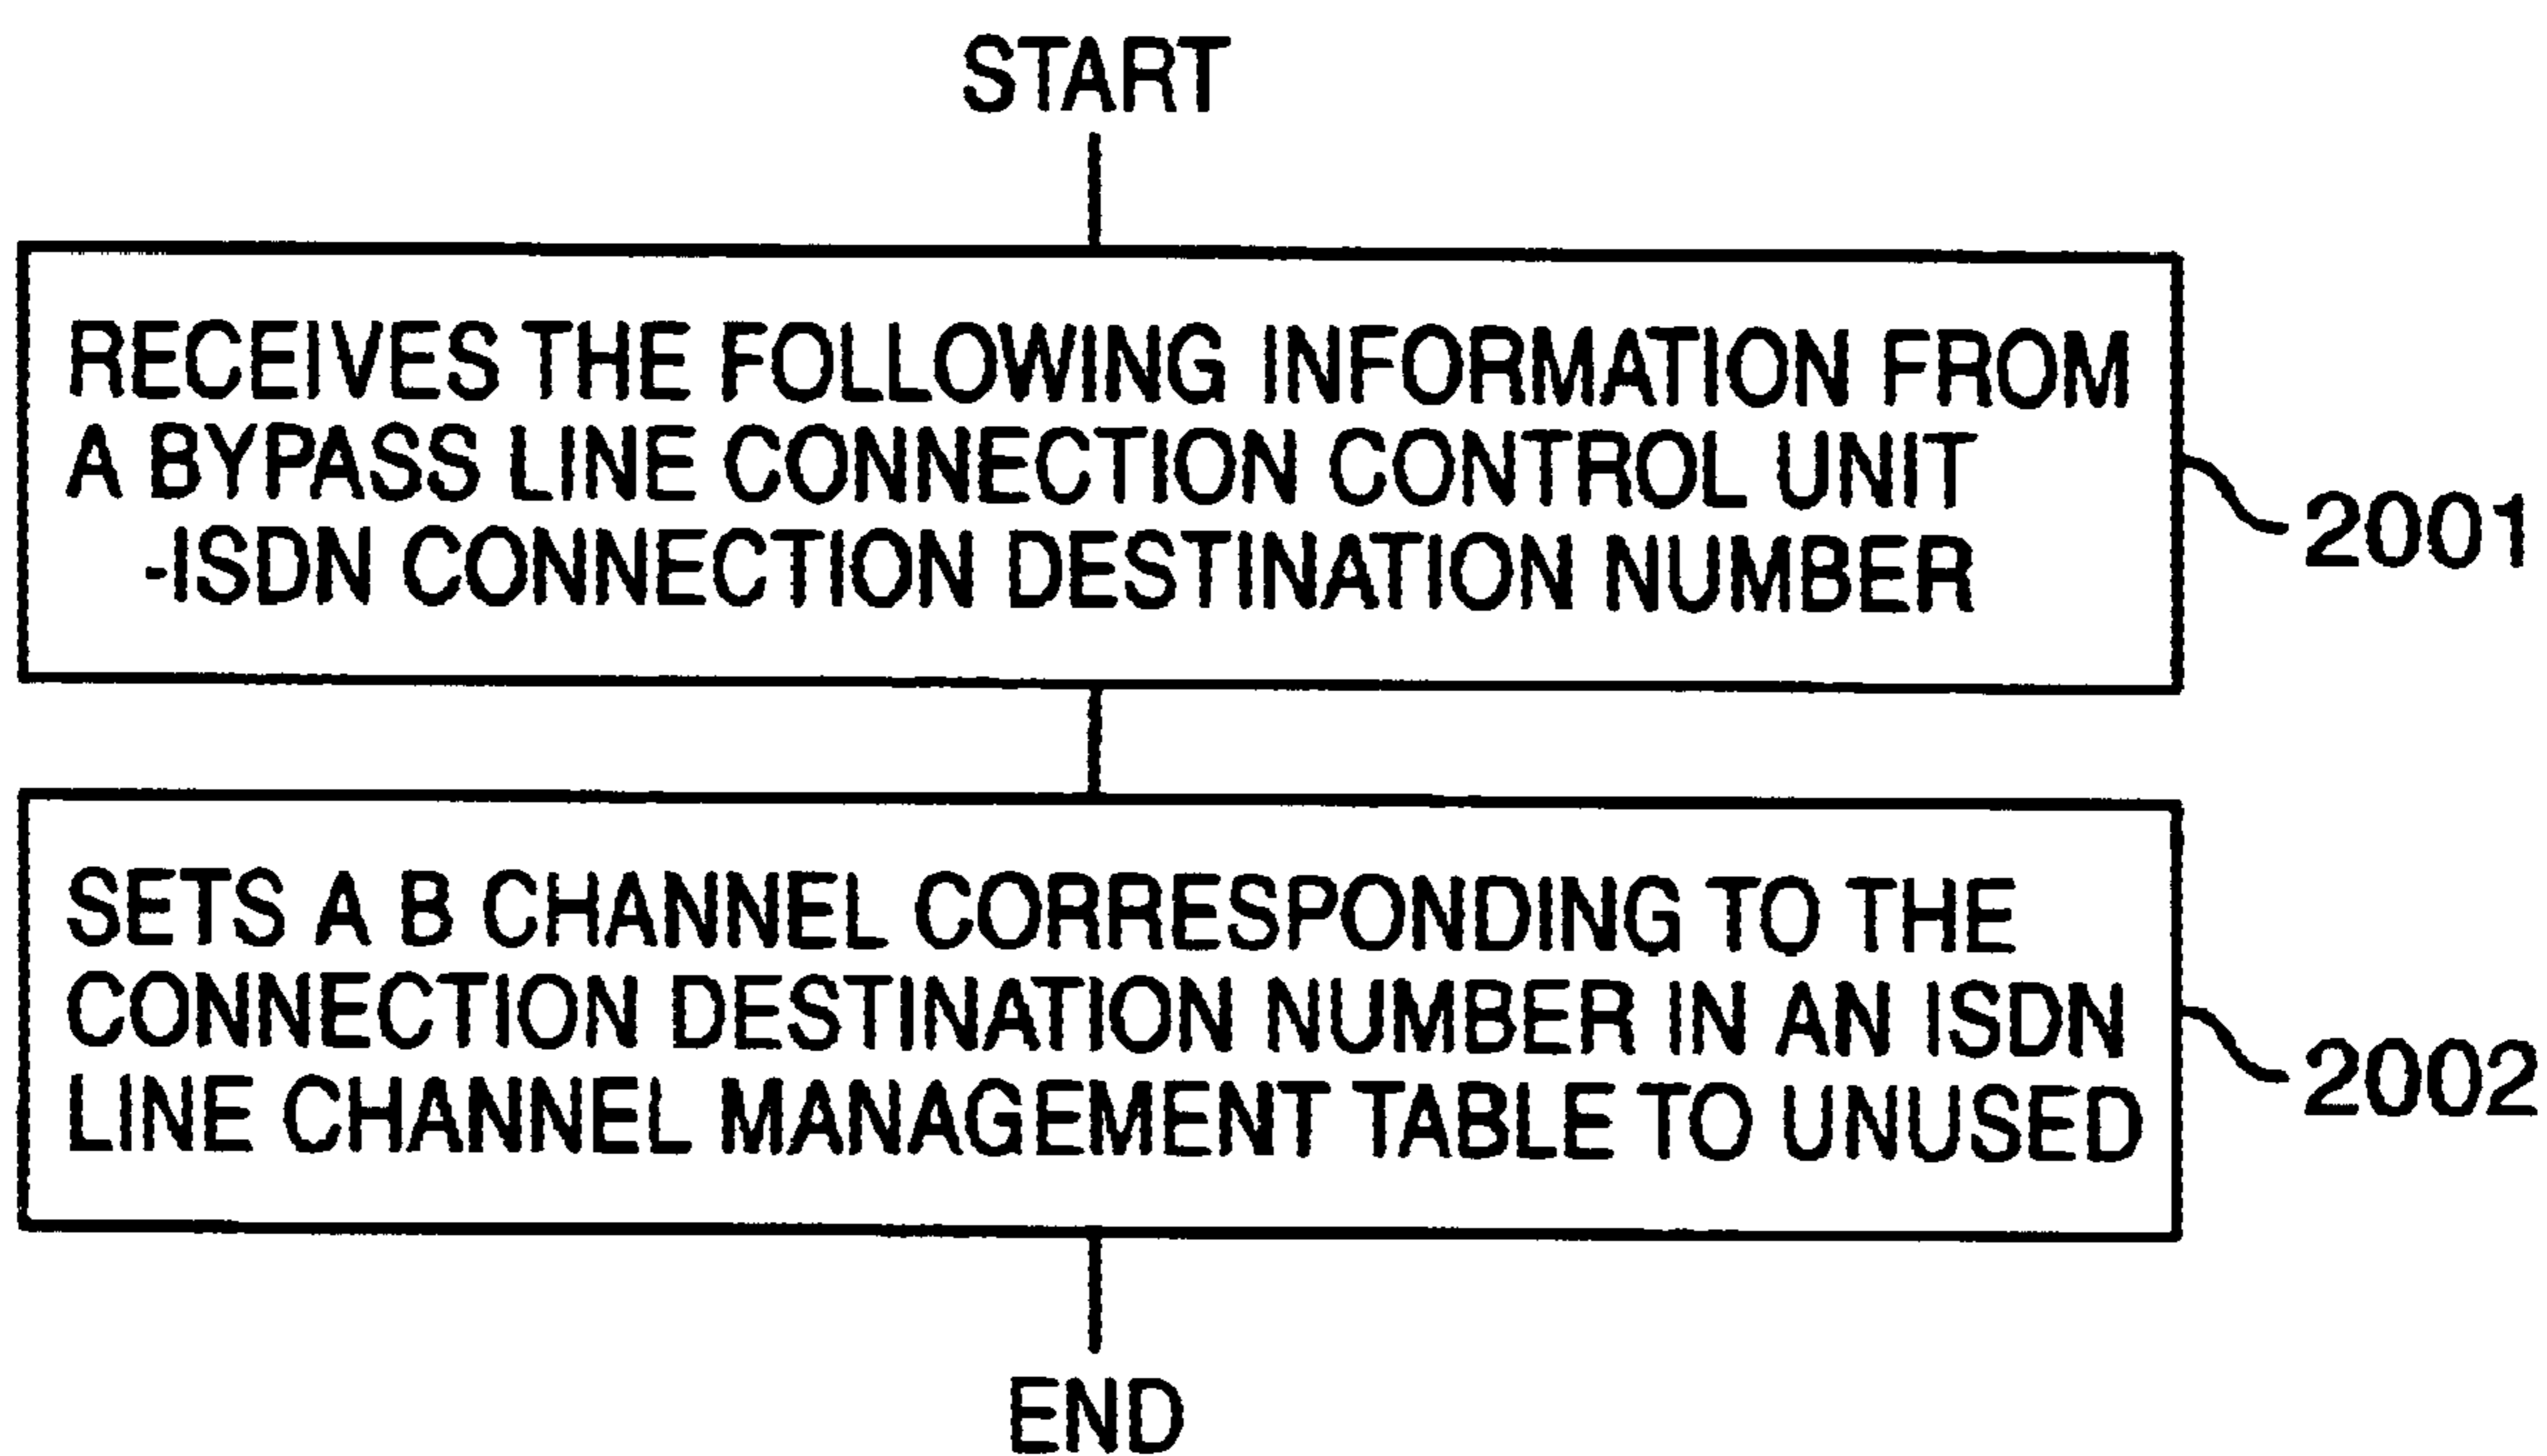 START
RECEIVES THE FOLLOWING INFORMATION FROM
A BYPASS LINE CONNECTION CONTROL UNIT
-ISDN CONNECTION DESTINATION NUMBER
2001
SETS A B CHANNEL CORRESPONDING TO THE
CONNECTION DESTINATION NUMBER IN AN ISDN
LINE CHANNEL MANAGEMENT TABLE TO UNUSED
2002
END